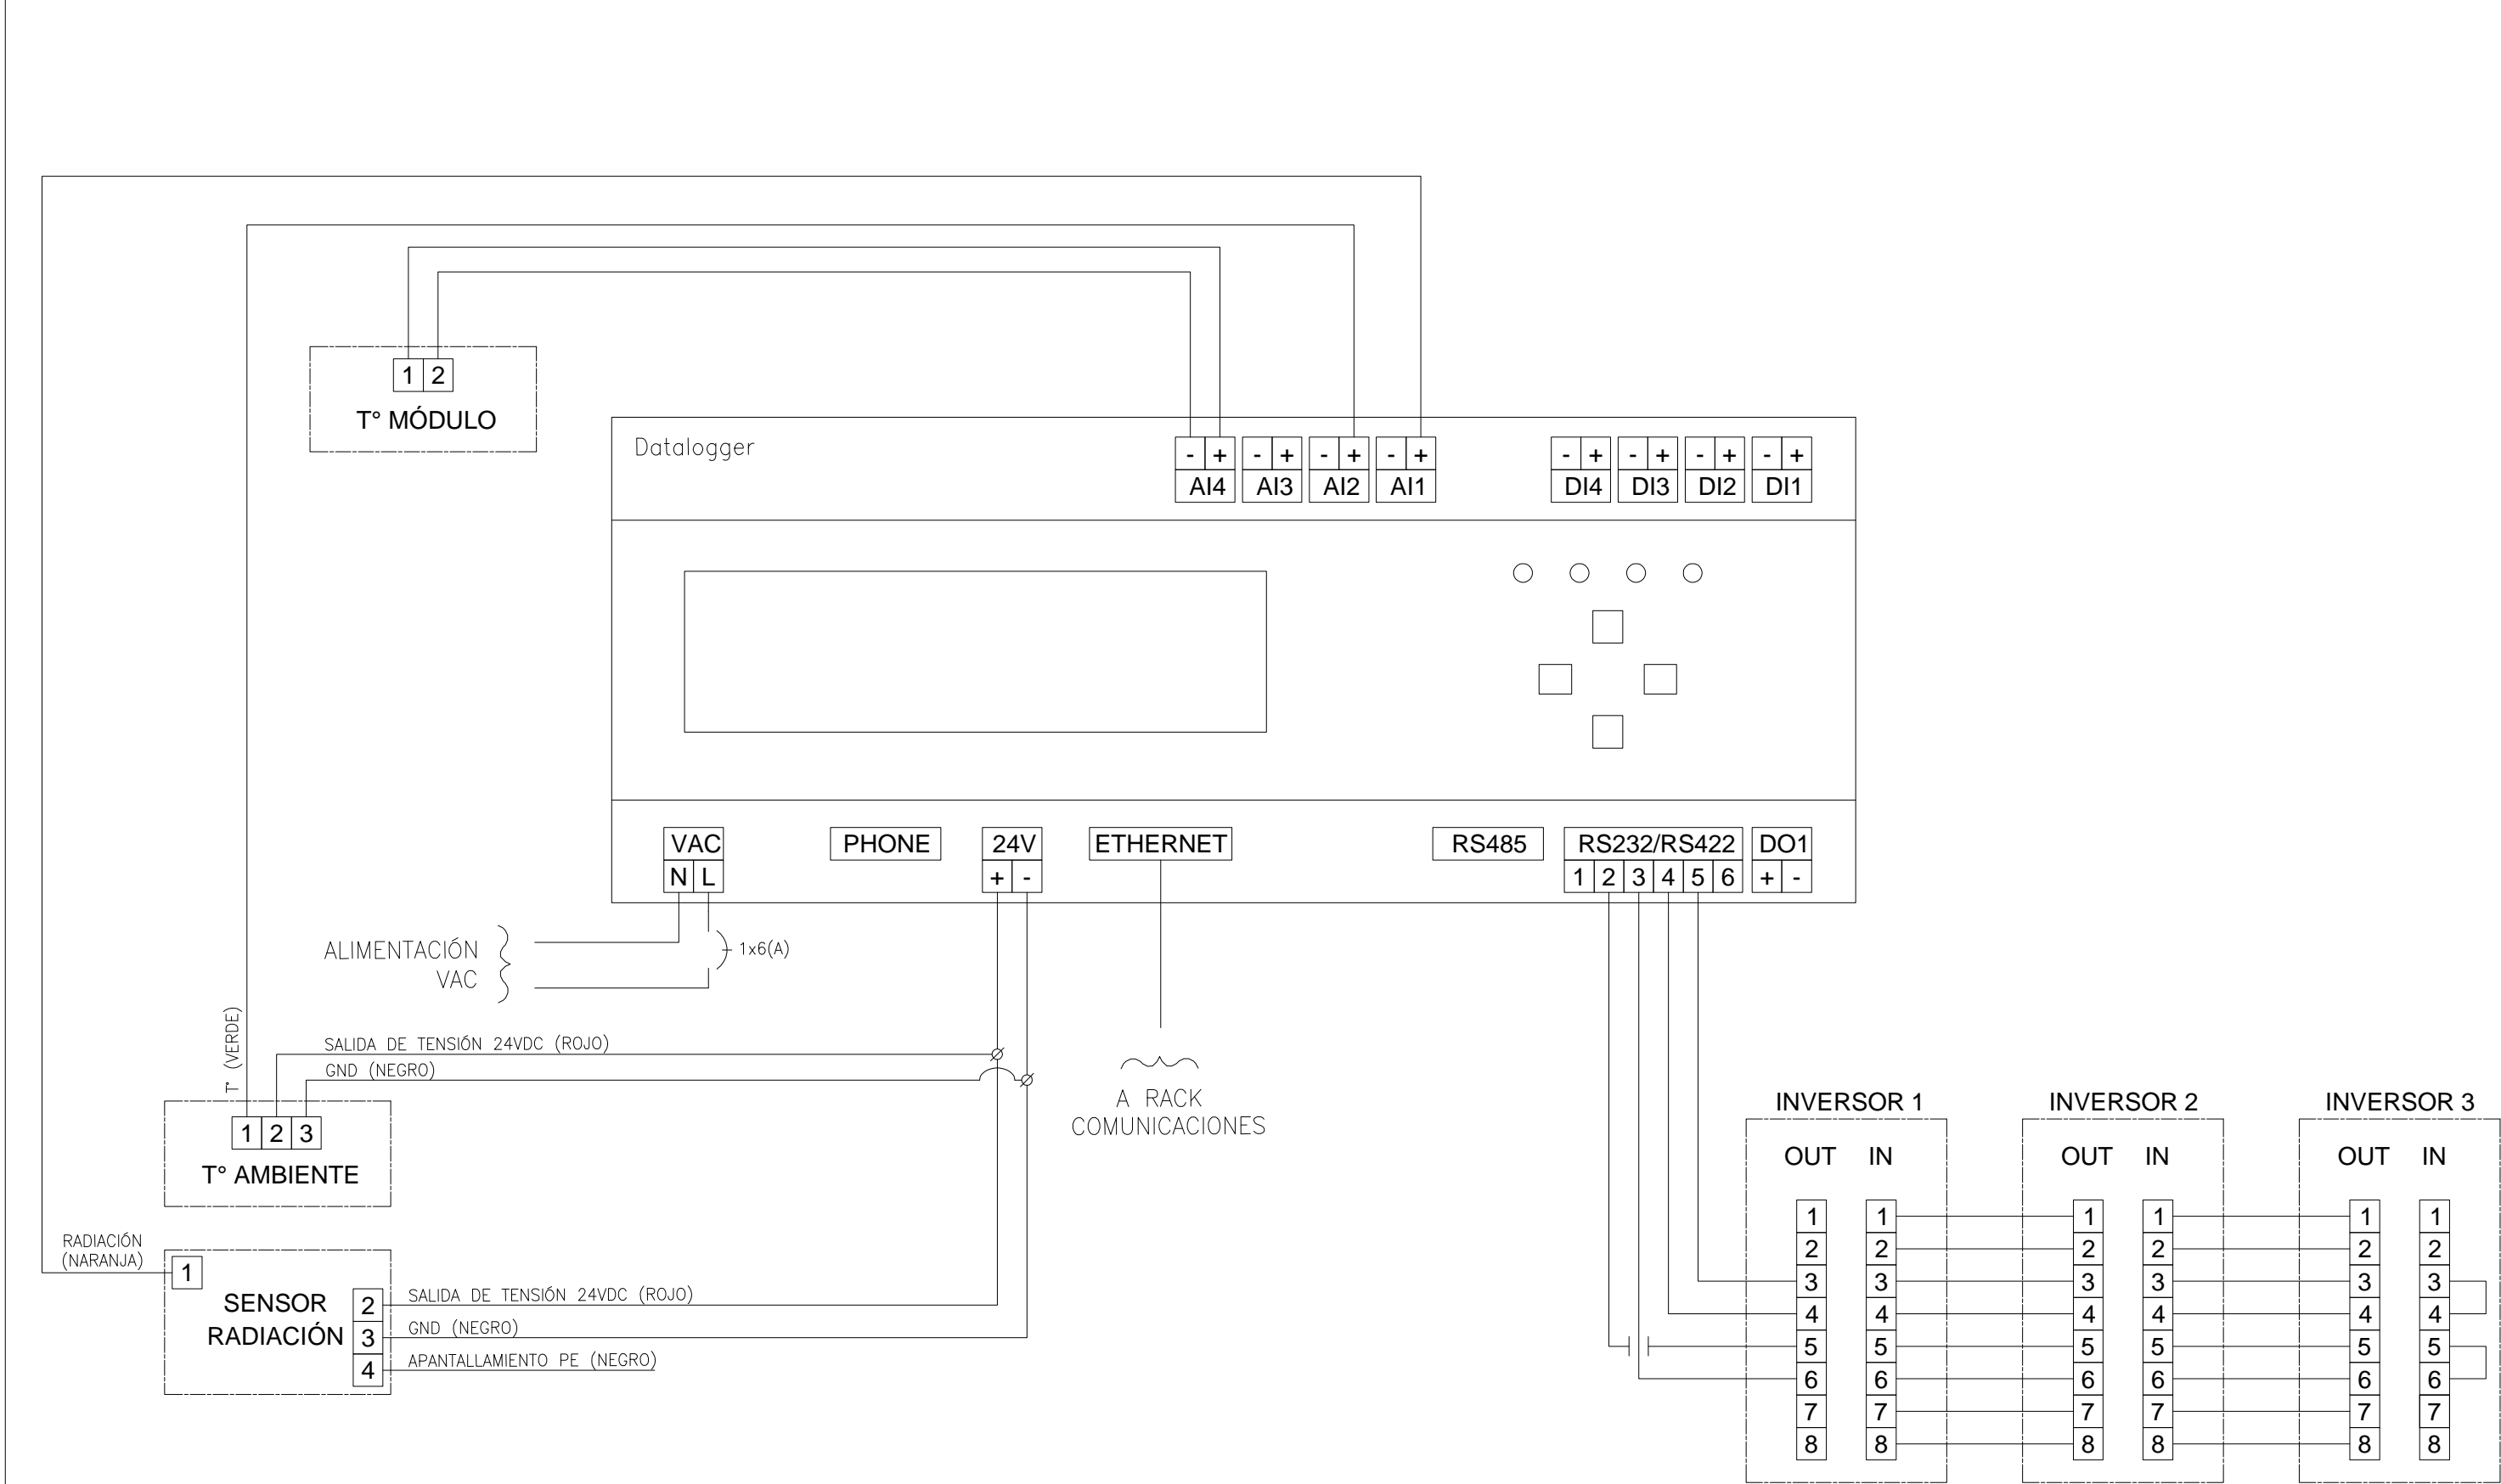 1 2
T° MÓDULO
Datalogger
- + - + - + - +
AI4 AI3 AI2 AI1
- + - + - + - +
DI4 DI3 DI2 DI1
VAC
N L
PHONE
24V
+ -
ETHERNET
RS485
RS232/RS422
1 2 3 4 5 6
DO1
+ -
ALIMENTACIÓN
VAC
1x6(A)
T° (VERDE)
SALIDA DE TENSIÓN 24VDC (ROJO)
GND (NEGRO)
1 2 3
T° AMBIENTE
A RACK
COMUNICACIONES
RADIACIÓN
(NARANJA)
1
SENSOR
RADIACIÓN
2
3
4
SALIDA DE TENSIÓN 24VDC (ROJO)
GND (NEGRO)
APANTALLAMIENTO PE (NEGRO)
INVERSOR 1 INVERSOR 2 INVERSOR 3
OUT IN OUT IN OUT IN
1 1 1 1 1 1
2 2 2 2 2 2
3 3 3 3 3 3
4 4 4 4 4 4
5 5 5 5 5 5
6 6 6 6 6 6
7 7 7 7 7 7
8 8 8 8 8 8